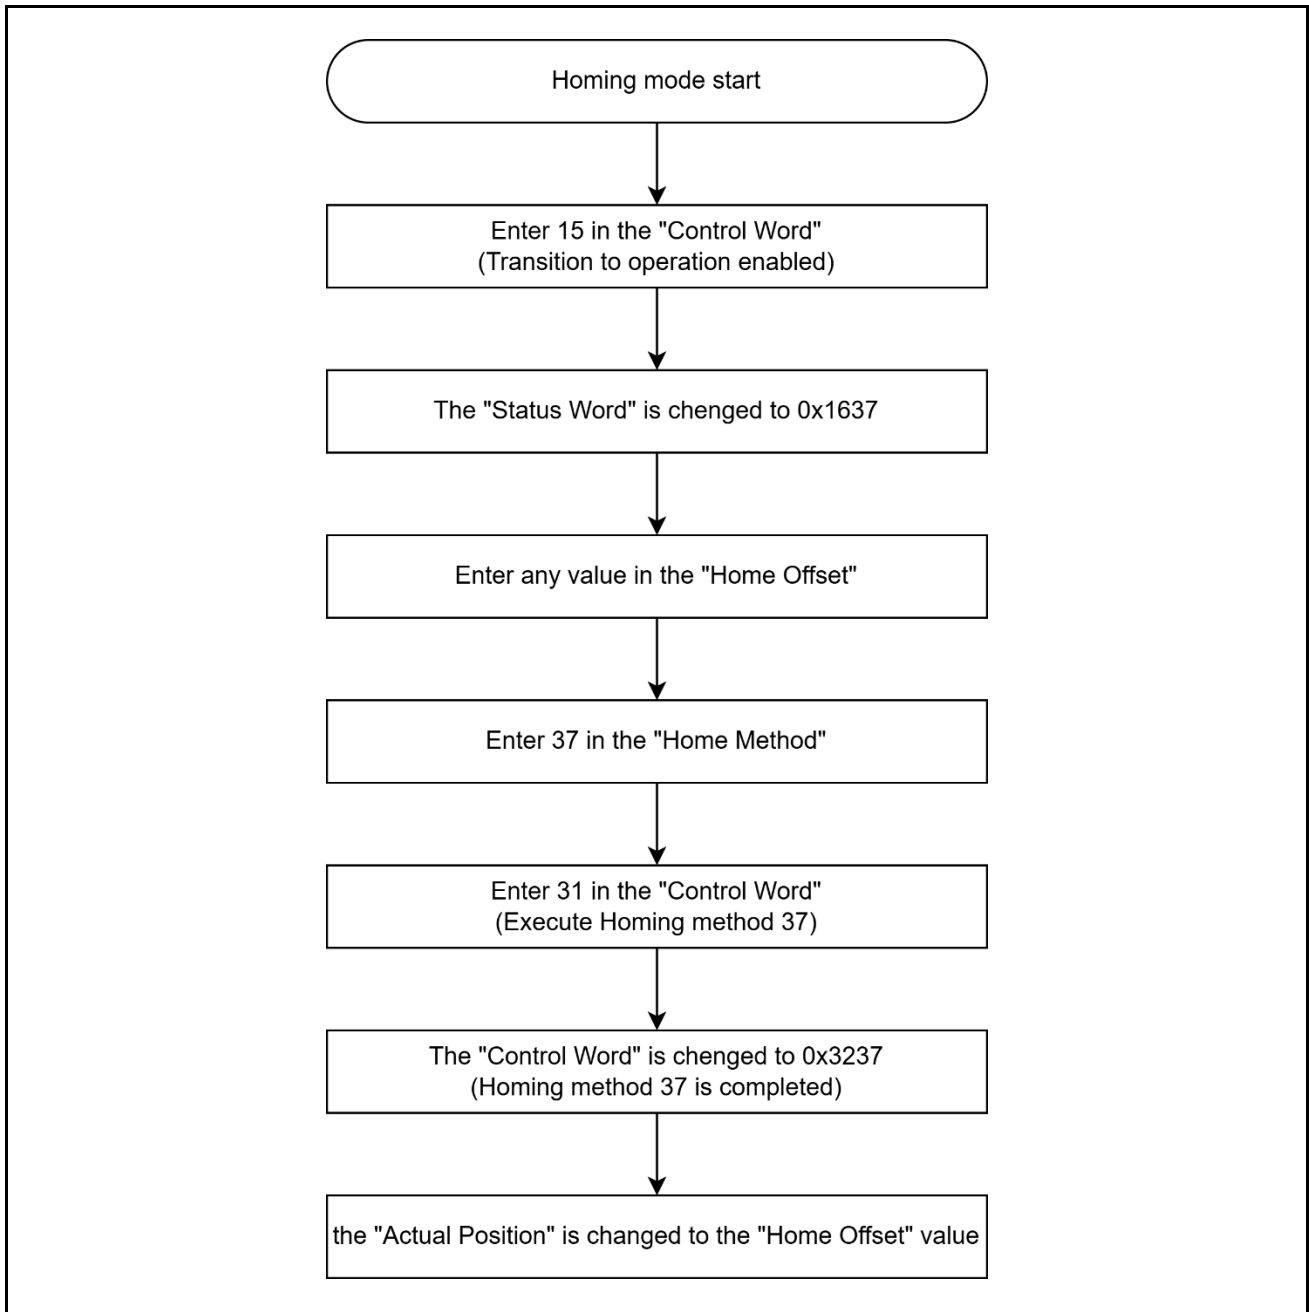 Homing mode start
Enter 15 in the "Control Word"
(Transition to operation enabled)
The "Status Word" is chenged to 0x1637
Enter any value in the "Home Offset"
Enter 37 in the "Home Method"
Enter 31 in the "Control Word"
(Execute Homing method 37)
The "Control Word" is chenged to 0x3237
(Homing method 37 is completed)
the "Actual Position" is changed to the "Home Offset" value